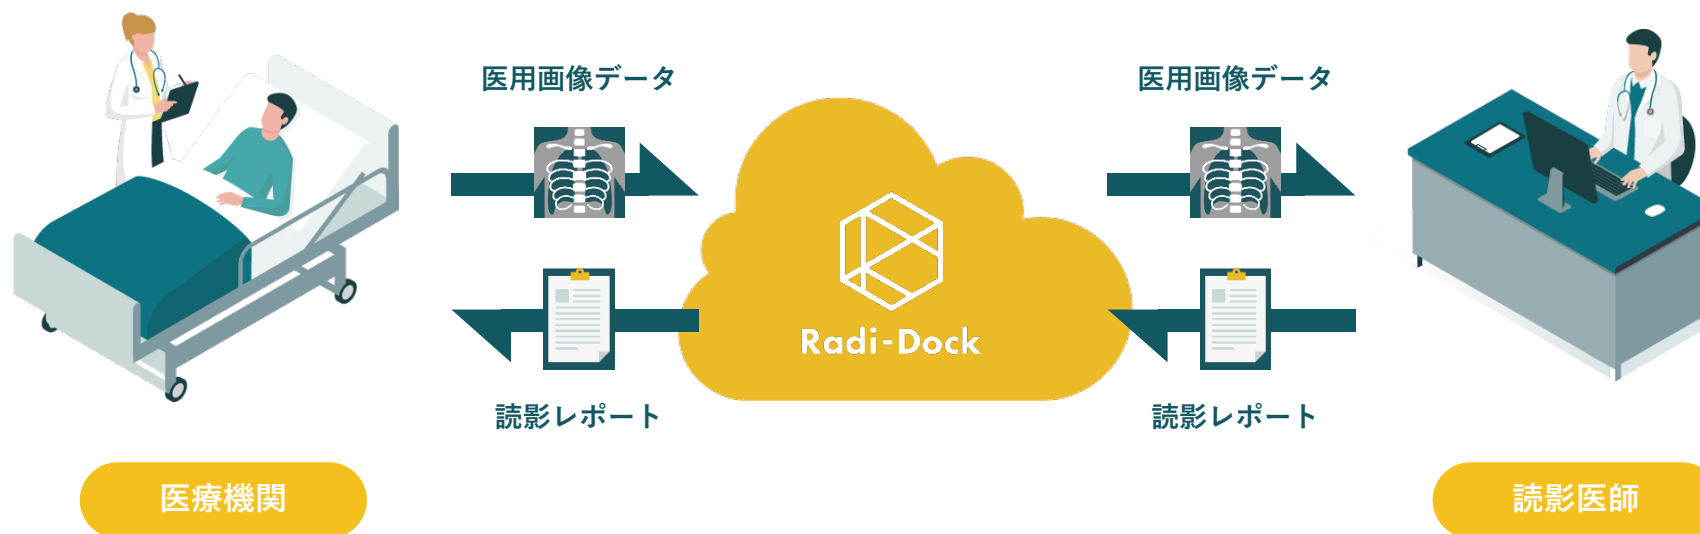 医用画像データ
医用画像データ
Radi-Dock
読影レポート
読影レポート
医療機関
読影医師